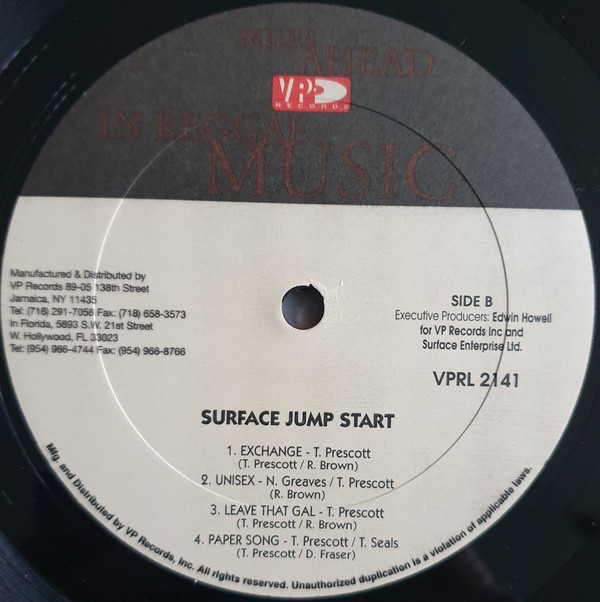 MILES
AHEAD
VP
RECORDS
IN REGGAE
MUSIC
Manufactured & Distributed by
VP Records 89-05 138th Street
Jamaica, NY 11435
Tel: (718) 291-7058 Fax: (718) 658-3573
In Florida, 5893 S.W. 21st Street
W. Hollywood, FL 33023
Tel: (954) 966-4744 Fax: (954) 966-8766
SIDE B
Executive Producers: Edwin Howell
for VP Records Inc and
Surface Enterprise Ltd.
VPRL 2141
SURFACE JUMP START
1. EXCHANGE - T. Prescott
(T. Prescott / R. Brown)
2. UNISEX - N. Greaves / T. Prescott
(R. Brown)
3. LEAVE THAT GAL - T. Prescott
(T. Prescott / R. Brown)
4. PAPER SONG - T. Prescott / T. Seals
(T. Prescott / D. Fraser)
Mfg. and Distributed by VP Records, Inc. All rights reserved. Unauthorized duplication is a violation of applicable laws.